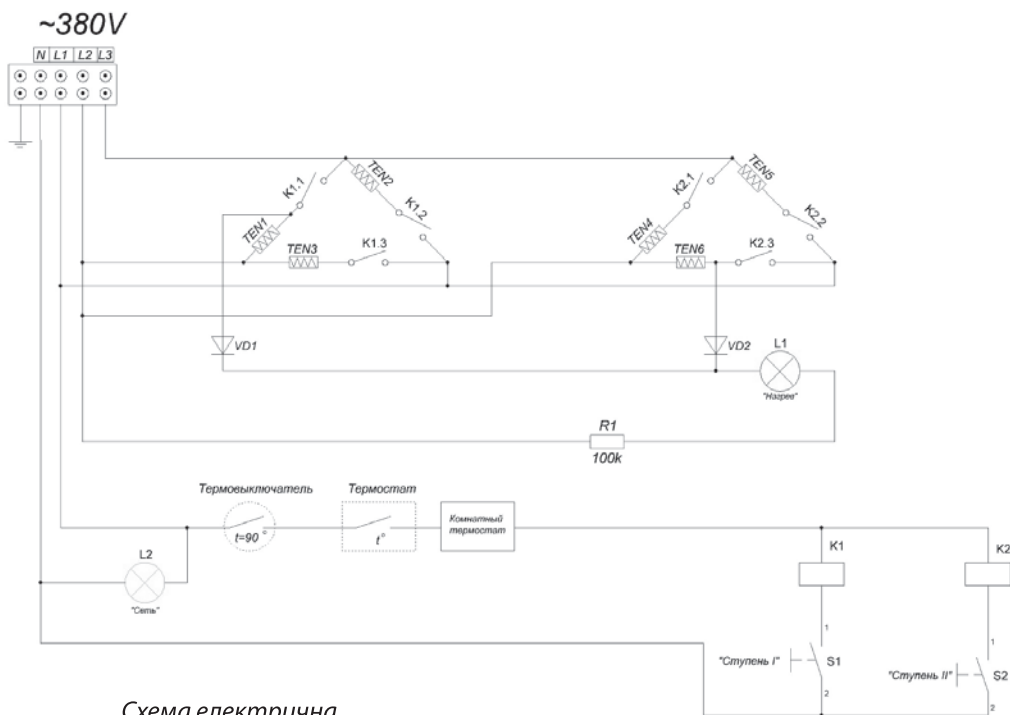 ~380V
N L1 L2 L3
K1.1
TEN2
K1.2
TEN1
TEN3
K1.3
K2.1
TEN5
K2.2
TEN4
TEN6
K2.3
VD1
VD2
L1
"Нагрев"
R1
100k
Термовыключатель
t=90°
Термостат
t°
Комнатный
термостат
L2
"Сеть"
K1
K2
1
"Ступень I"
S1
2
1
"Ступень II"
S2
2
Схема електрична